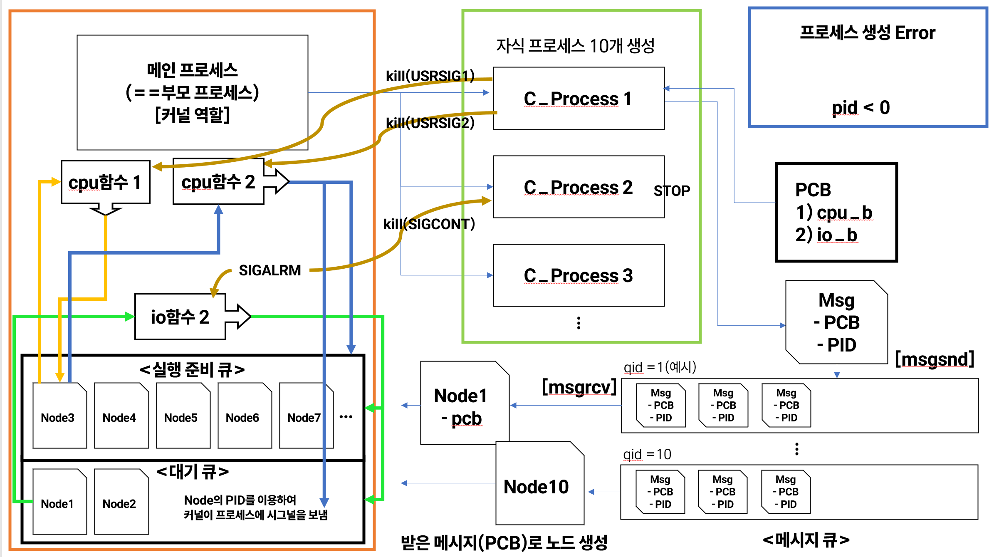 메인 프로세스
(==부모 프로세스)
[커널 역할]
cpu함수 1
cpu함수 2
SIGALRM
io함수 2
<실행 준비 큐>
Node3
Node4
Node5
Node6
Node7
...
<대기 큐>
Node1
Node2
Node의 PID를 이용하여
커널이 프로세스에 시그널을 보냄
kill(USRSIG1)
kill(USRSIG2)
kill(SIGCONT)
자식 프로세스 10개 생성
C_Process 1
C_Process 2
STOP
C_Process 3
...
프로세스 생성 Error
pid < 0
PCB
1) cpu_b
2) io_b
Msg
- PCB
- PID
[msgsnd]
qid =1(예시)
Msg
- PCB
- PID
Msg
- PCB
- PID
Msg
- PCB
- PID
[msgrcv]
Node1
- pcb
...
qid =10
Msg
- PCB
- PID
Msg
- PCB
- PID
Msg
- PCB
- PID
Node10
받은 메시지(PCB)로 노드 생성
<메시지 큐>